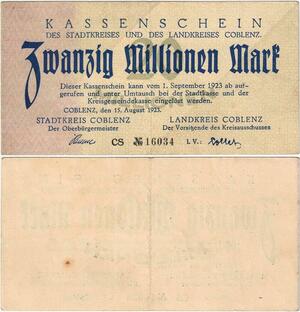 KASSENSCHEIN
DES STADTKREISES UND DES LANDKREISES COBLENZ.
Zwanzig Millionen Mark
Dieser Kassenschein kann vom 1. September 1923 ab auf-
gerufen und unter Umtausch bei der Stadtkasse und der
Kreisgemeindekasse eingelöst werden.
COBLENZ, den 15. August 1923.
STADTKREIS COBLENZ LANDKREIS COBLENZ
Der Oberbürgermeister Der Vorsitzende des Kreisausschusses
CS № 16034 I. V.: